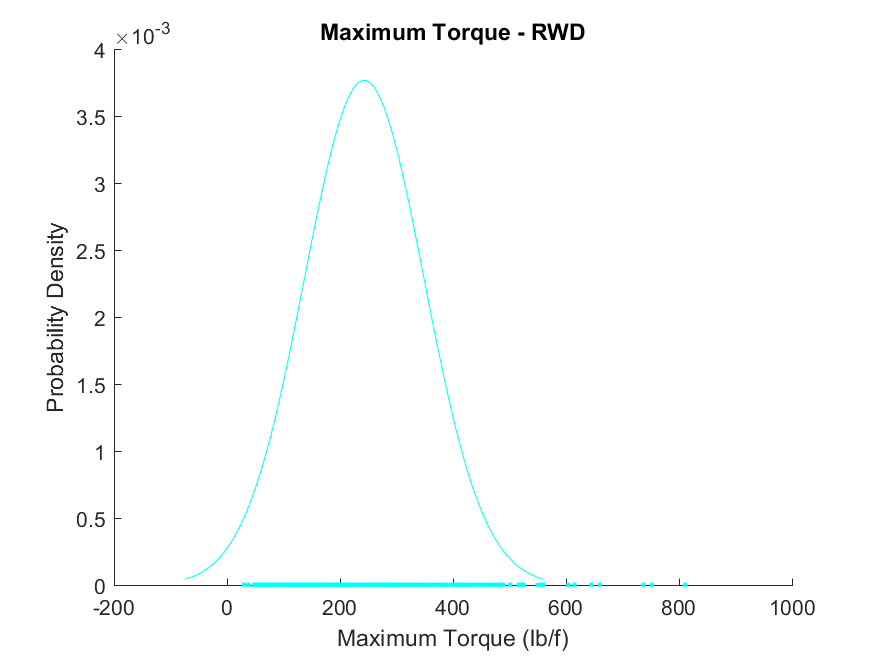 Maximum Torque - RWD
×10⁻³
4
3.5
3
2.5
2
1.5
1
0.5
0
Probability Density
-200 0 200 400 600 800 1000
Maximum Torque (lb/f)